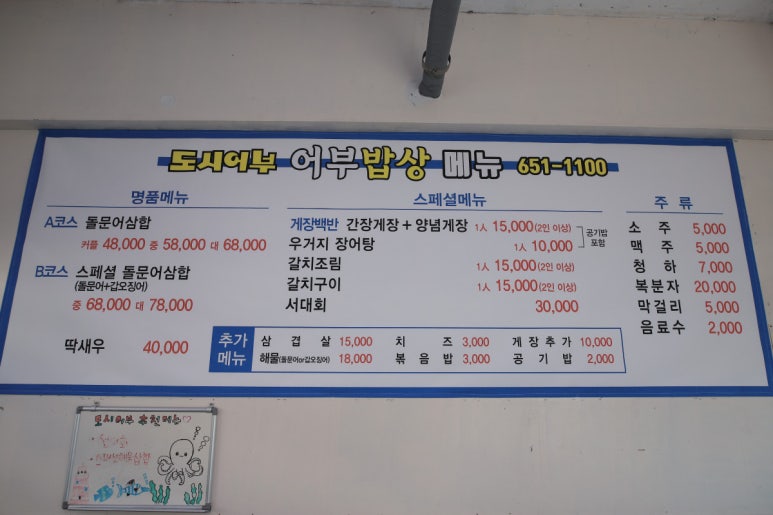 도시어부 어부밥상 메뉴 651-1100
명품메뉴
A코스 돌문어삼합
커플 48,000 중 58,000 대 68,000
B코스 스페셜 돌문어삼합
(돌문어+갑오징어)
중 68,000 대 78,000
딱새우 40,000
스페셜메뉴
게장백반 간장게장 + 양념게장 1人 15,000(2인 이상)
우거지 장어탕 1人 10,000
공기밥
포함
갈치조림 1人 15,000(2인 이상)
갈치구이 1人 15,000(2인 이상)
서대회 30,000
추가
메뉴
삼겹살 15,000 치즈 3,000 게장추가 10,000
해물(돌문어or갑오징어) 18,000 볶음밥 3,000 공기밥 2,000
주류
소주 5,000
맥주 5,000
청하 7,000
복분자 20,000
막걸리 5,000
음료수 2,000
도시어부 추천메뉴♡